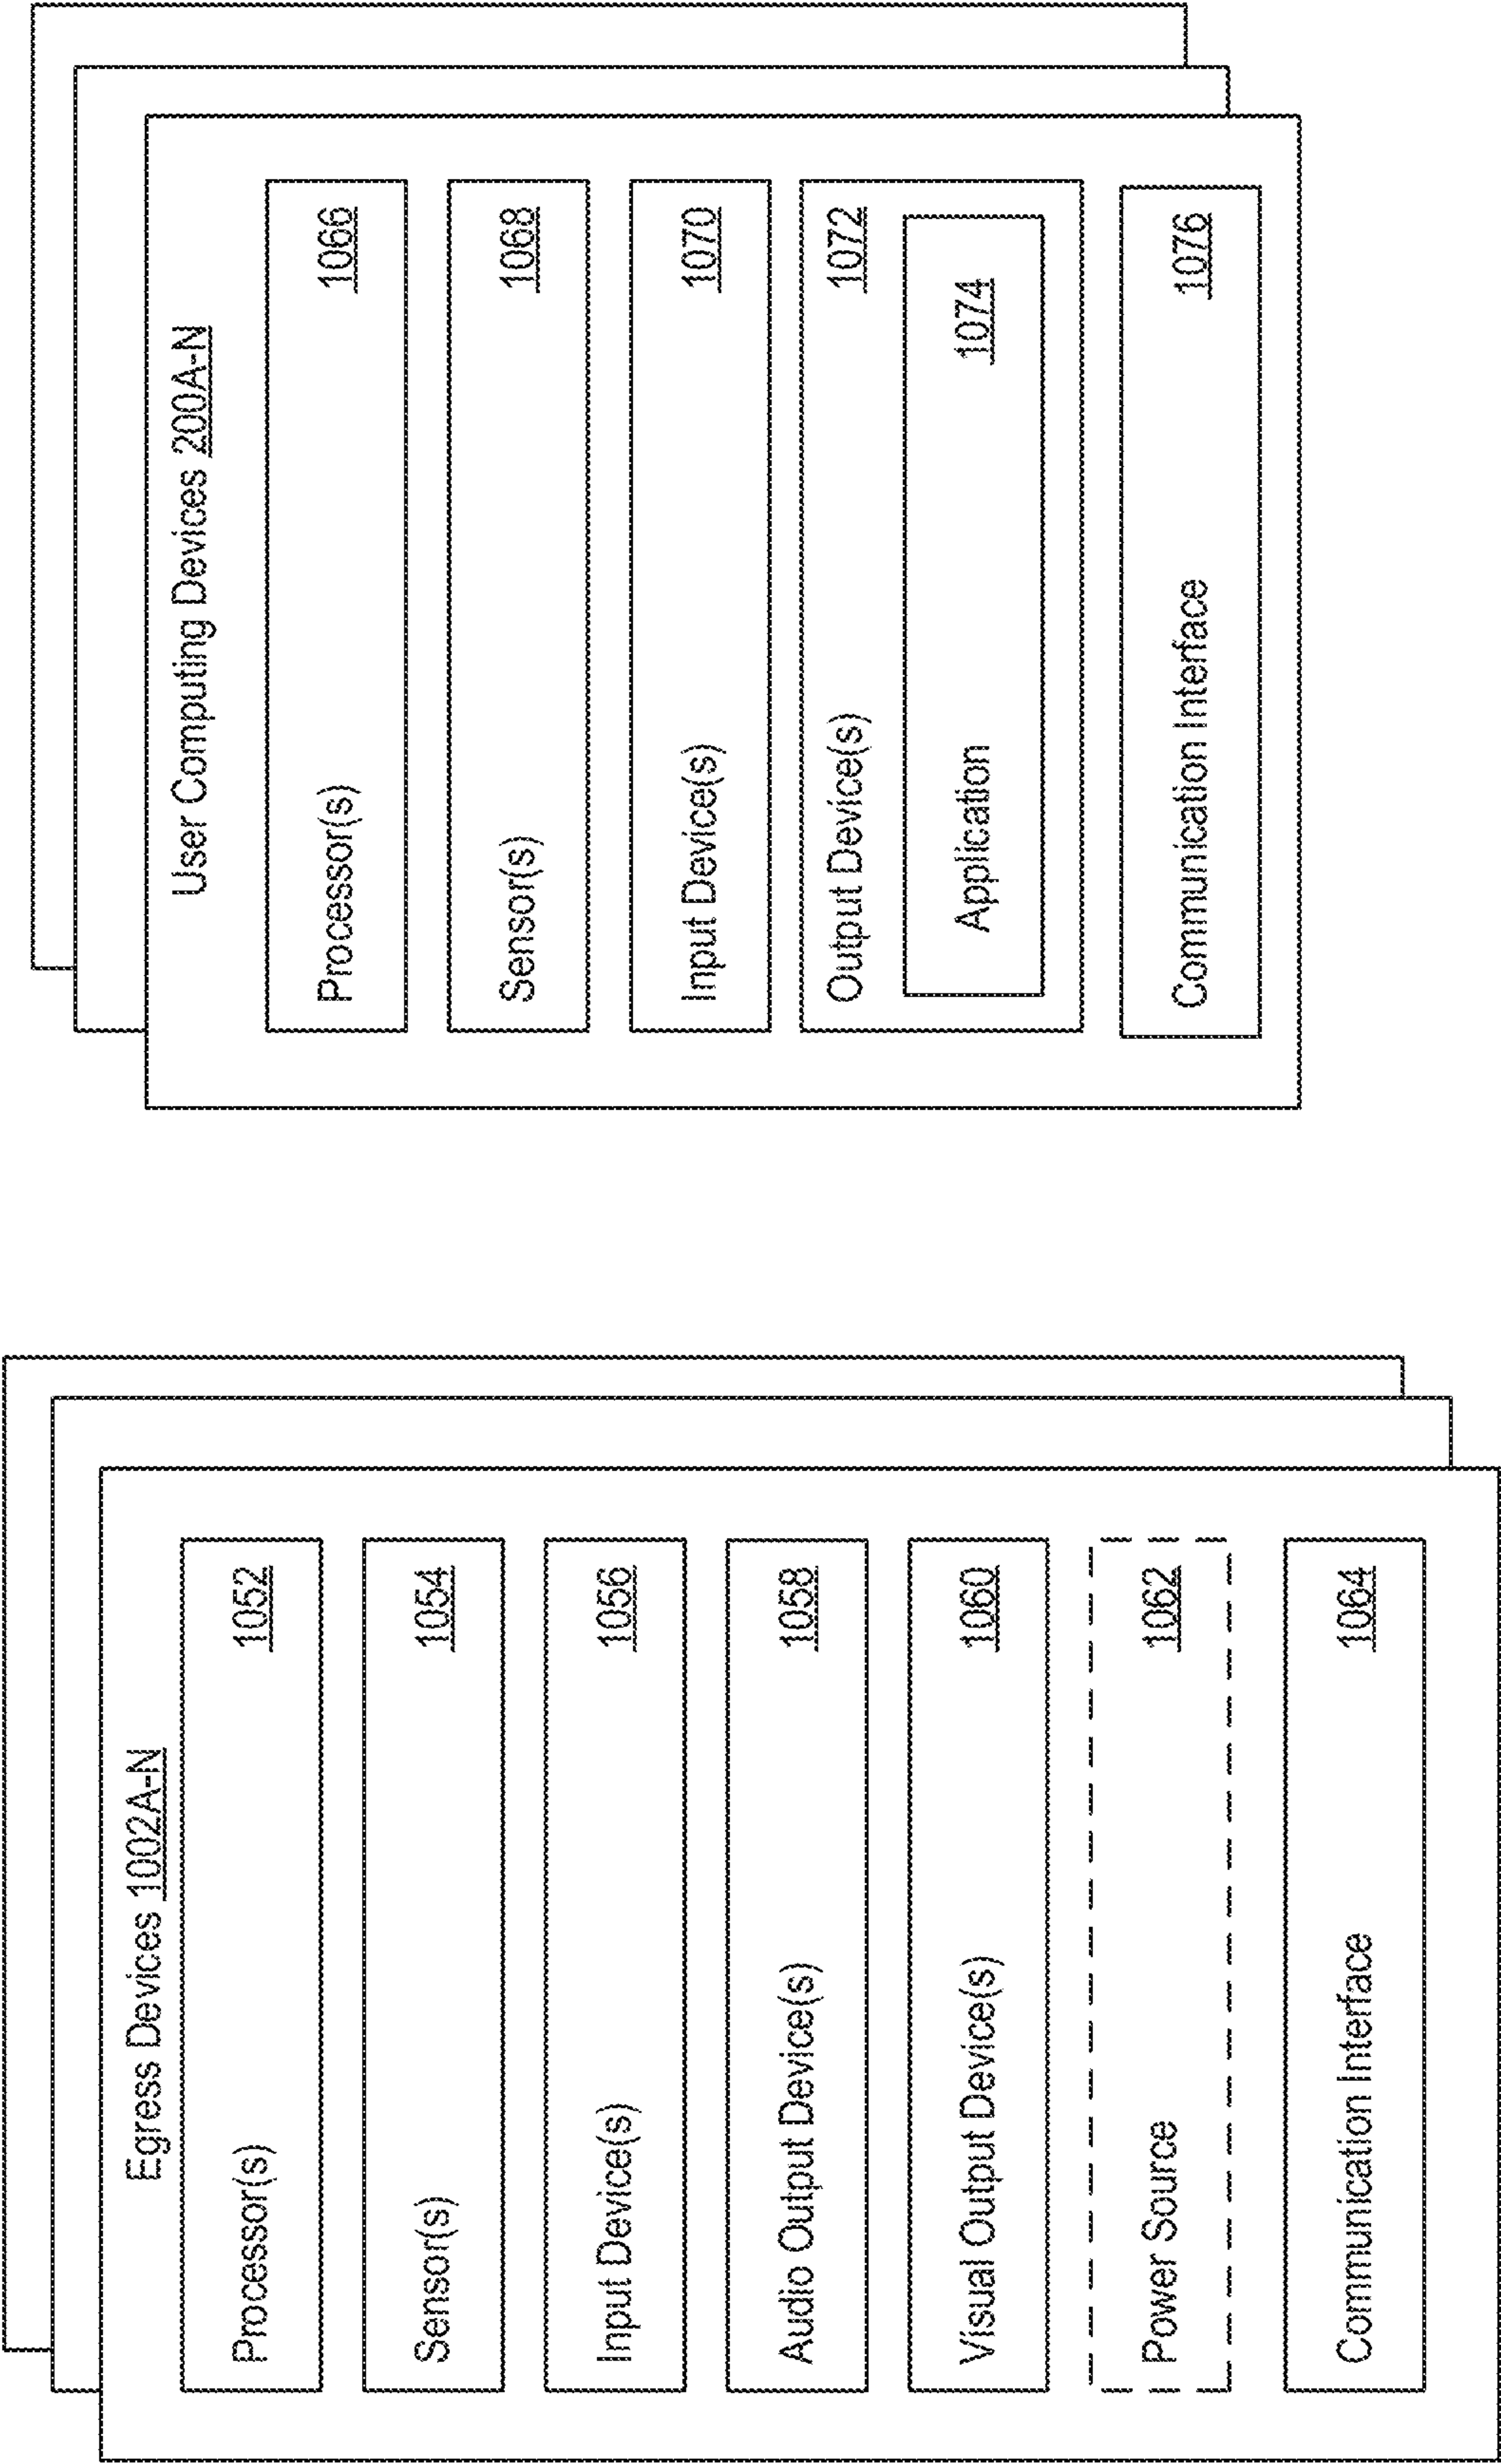 Egress Devices 1002A-N
Processor(s) 1052
Sensor(s) 1054
Input Device(s) 1056
Audio Output Device(s) 1058
Visual Output Device(s) 1060
Power Source 1062
Communication Interface 1064
User Computing Devices 200A-N
Processor(s) 1066
Sensor(s) 1068
Input Device(s) 1070
Output Device(s) 1072
Application 1074
Communication Interface 1076